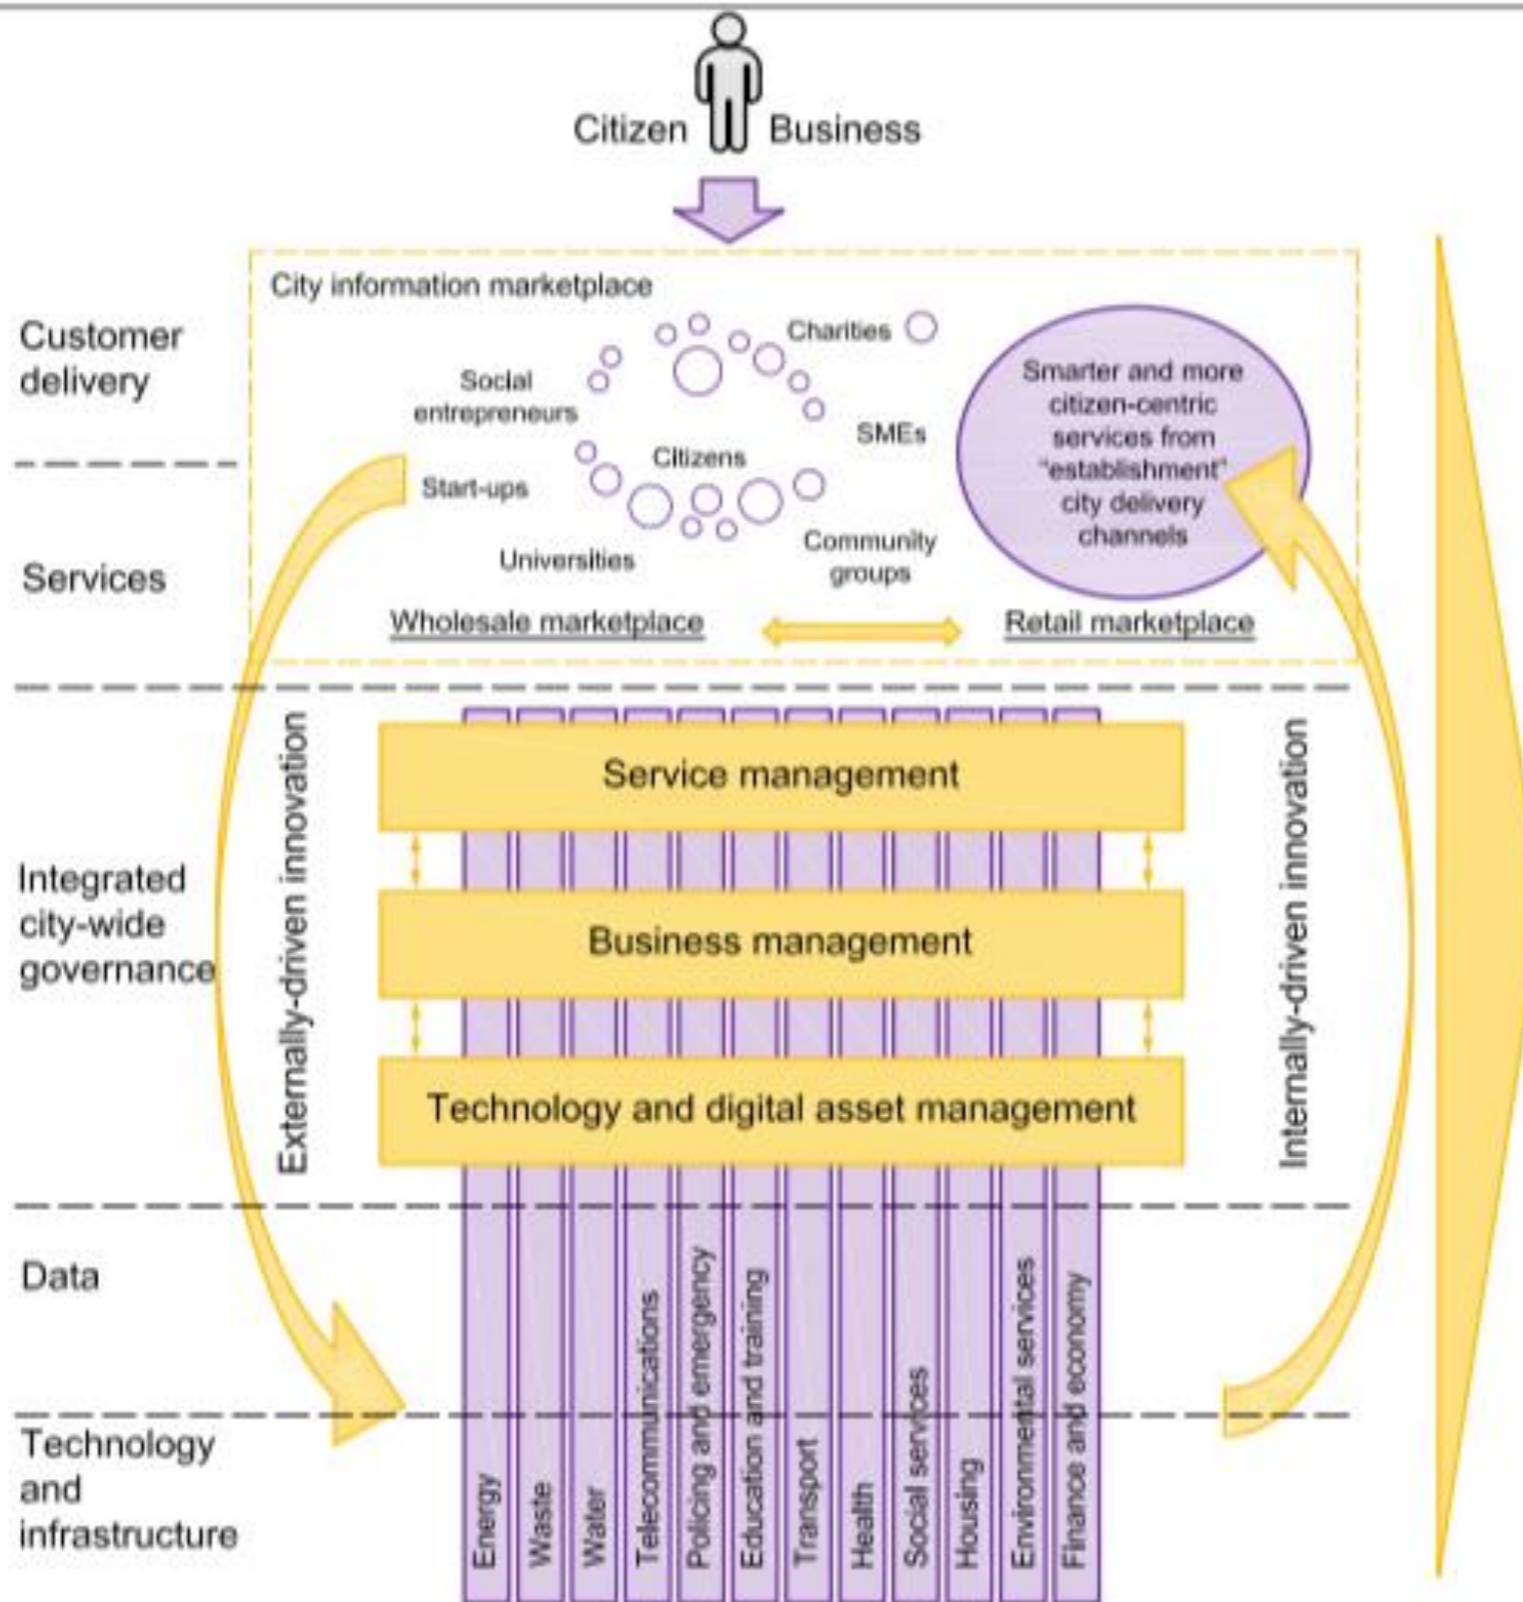 Citizen Business
City information marketplace
Customer
delivery
Services
Social
entrepreneurs
Charities
SMEs
Citizens
Start-ups
Universities
Community
groups
Smarter and more
citizen-centric
services from
"establishment"
city delivery
channels
Wholesale marketplace
Retail marketplace
Integrated
city-wide
governance
Externally-driven innovation
Service management
Business management
Technology and digital asset management
Internally-driven innovation
Data
Technology
and
infrastructure
Energy
Waste
Water
Telecommunications
Policing and emergency
Education and training
Transport
Health
Social services
Housing
Environmental services
Finance and economy